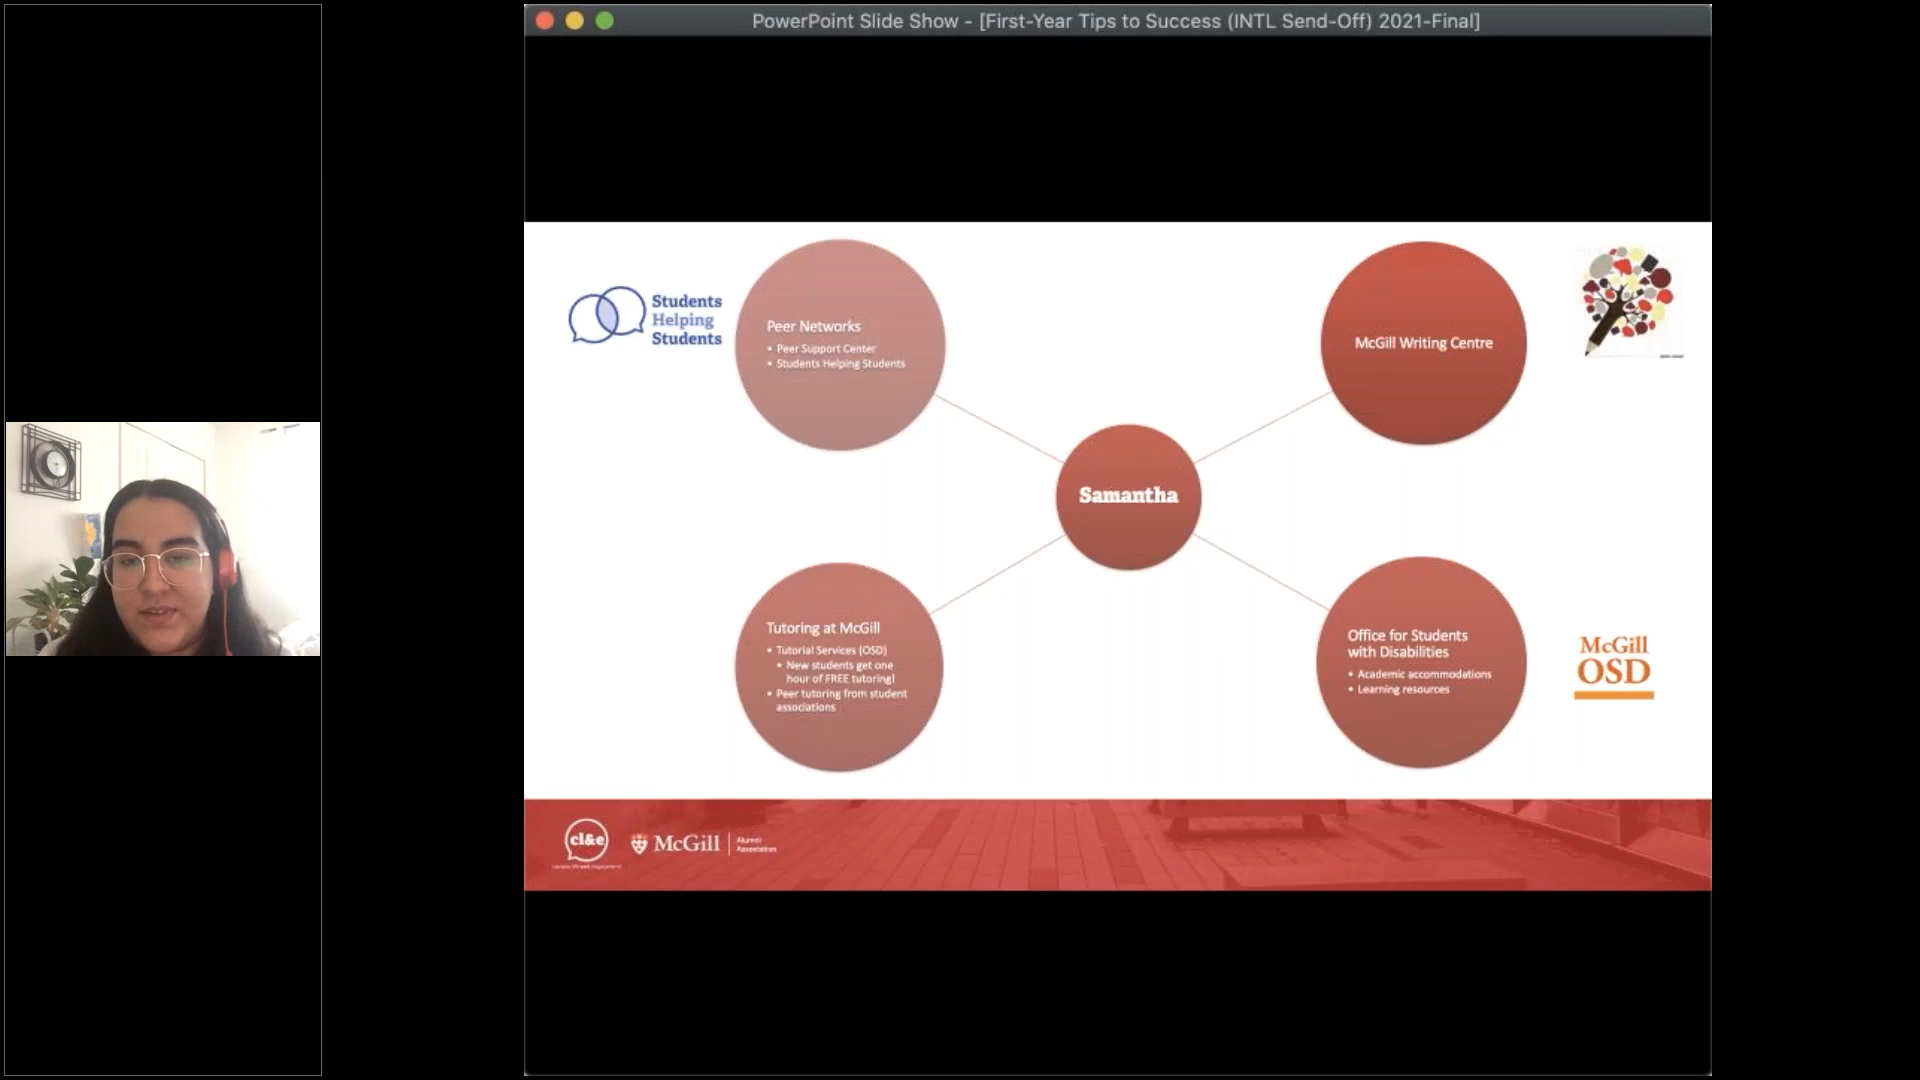 PowerPoint Slide Show - [First-Year Tips to Success (INTL Send-Off) 2021-Final]
Students
Helping
Students
Peer Networks
• Peer Support Center
• Students Helping Students
McGill Writing Centre
Samantha
Tutoring at McGill
• Tutorial Services (OSD)
• New students get one
hour of FREE tutoring!
• Peer tutoring from student
associations
Office for Students
with Disabilities
• Academic accommodations
• Learning resources
McGill
OSD
cl&e
McGill
Alumni
Association